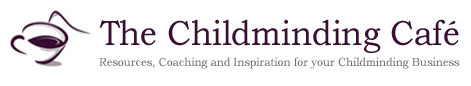 The Childminding Café
Resources, Coaching and Inspiration for your Childminding Business